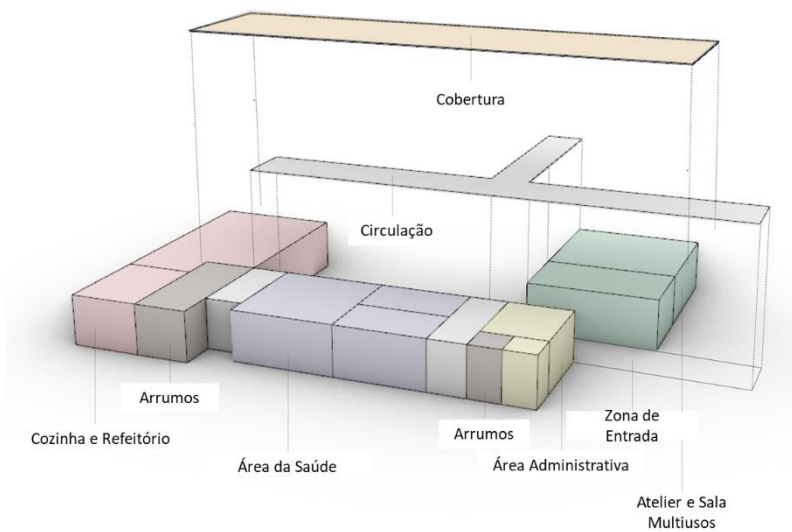 Cobertura
Circulação
Arrumos
Cozinha e Refeitório
Área da Saúde
Arrumos
Área Administrativa
Zona de
Entrada
Atelier e Sala
Multiusos